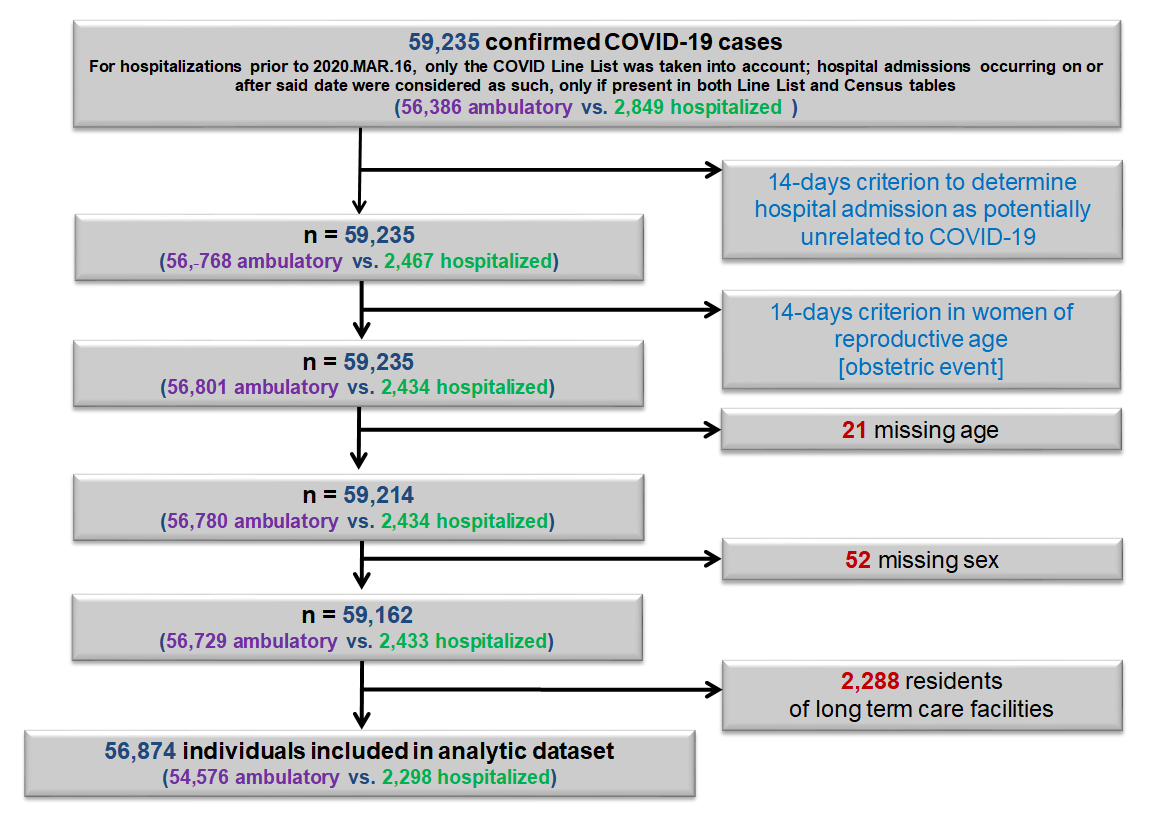 59,235 confirmed COVID-19 cases
For hospitalizations prior to 2020.MAR.16, only the COVID Line List was taken into account; hospital admissions occurring on or
after said date were considered as such, only if present in both Line List and Census tables
(56,386 ambulatory vs. 2,849 hospitalized )
14-days criterion to determine
hospital admission as potentially
unrelated to COVID-19
n = 59,235
(56,-768 ambulatory vs. 2,467 hospitalized)
14-days criterion in women of
reproductive age
[obstetric event]
n = 59,235
(56,801 ambulatory vs. 2,434 hospitalized)
21 missing age
n = 59,214
(56,780 ambulatory vs. 2,434 hospitalized)
52 missing sex
n = 59,162
(56,729 ambulatory vs. 2,433 hospitalized)
2,288 residents
of long term care facilities
56,874 individuals included in analytic dataset
(54,576 ambulatory vs. 2,298 hospitalized)